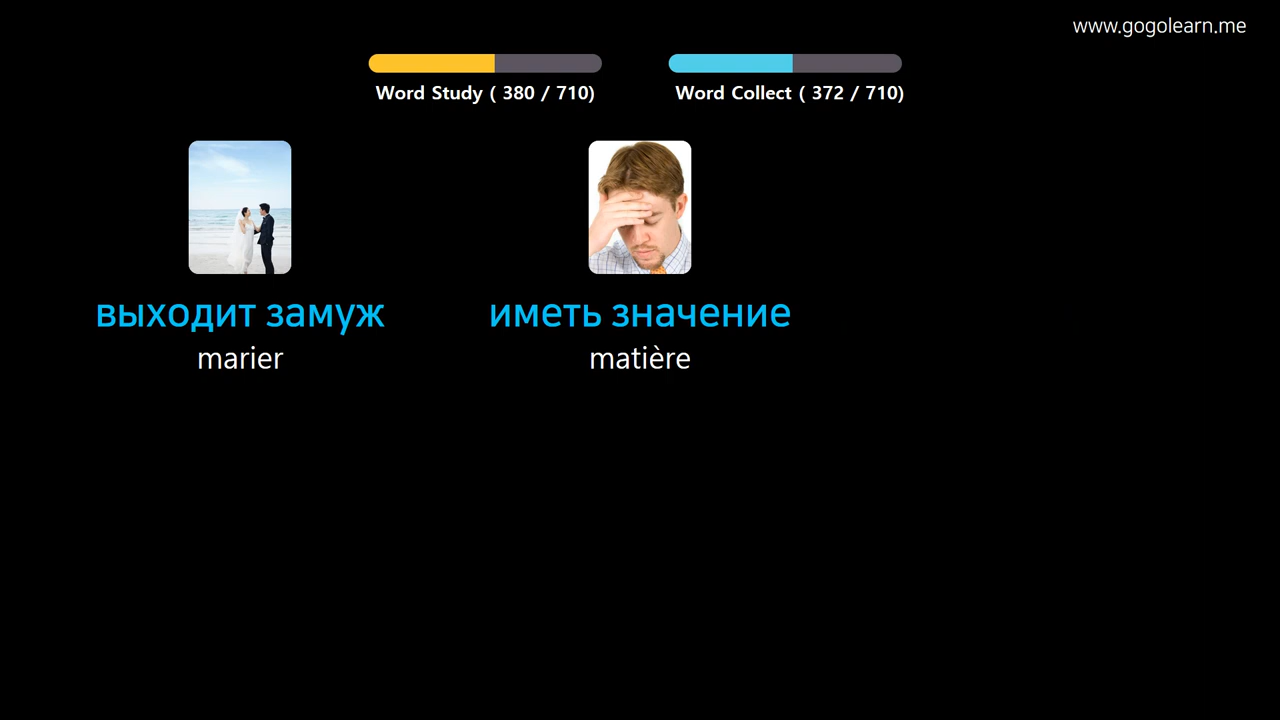 www.gogolearn.me
Word Study ( 380 / 710)
Word Collect ( 372 / 710)
выходит замуж
marier
иметь значение
matière